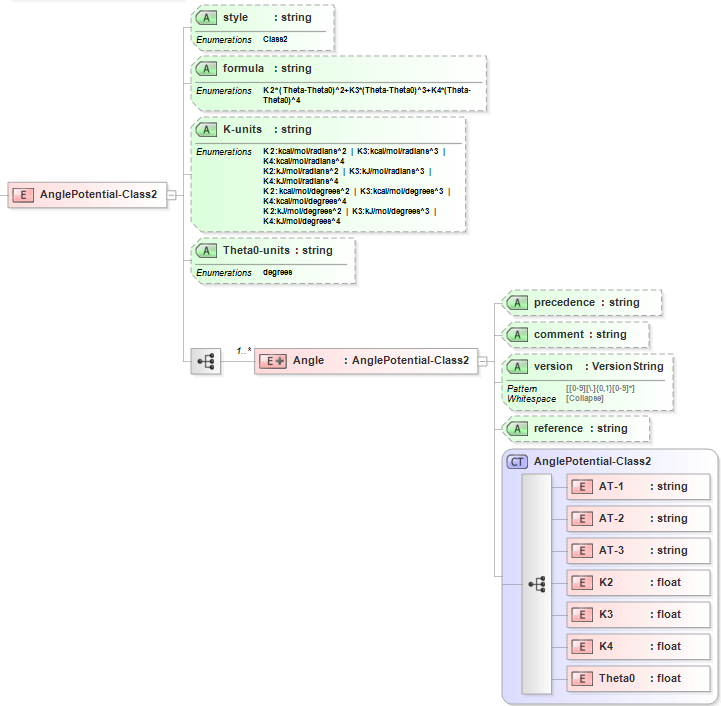 A style : string
Enumerations Class2
A formula : string
Enumerations K2*(Theta-Theta0)^2+K3*(Theta-Theta0)^3+K4*(Theta-
Theta0)^4
A K-units : string
Enumerations K2:kcal/mol/radians^2 | K3:kcal/mol/radians^3 |
K4:kcal/mol/radians^4
K2:kJ/mol/radians^2 | K3:kJ/mol/radians^3 |
K4:kJ/mol/radians^4
K2:kcal/mol/degrees^2 | K3:kcal/mol/degrees^3 |
K4:kcal/mol/degrees^4
K2:kJ/mol/degrees^2 | K3:kJ/mol/degrees^3 |
K4:kJ/mol/degrees^4
E AnglePotential-Class2
A Theta0-units : string
Enumerations degrees
1..*
E Angle : AnglePotential-Class2
A precedence : string
A comment : string
A version : VersionString
Pattern [[0-9][\.]{0,1}[0-9]*]
Whitespace [Collapse]
A reference : string
CT AnglePotential-Class2
E AT-1 : string
E AT-2 : string
E AT-3 : string
E K2 : float
E K3 : float
E K4 : float
E Theta0 : float